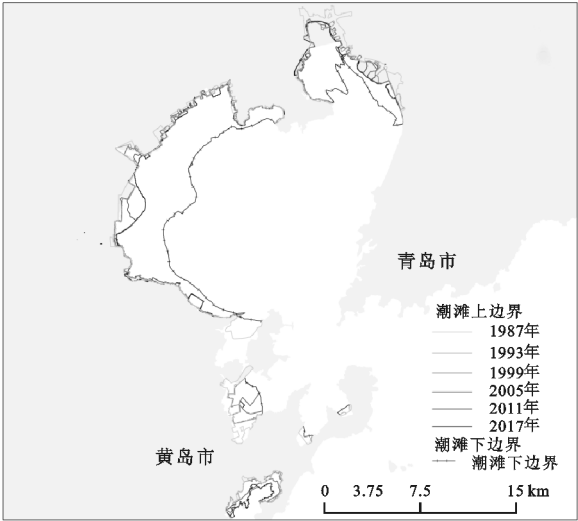 青岛市
潮滩上边界
1987年
1993年
1999年
2005年
2011年
2017年
潮滩下边界
潮滩下边界
黄岛市
0 3.75 7.5 15 km